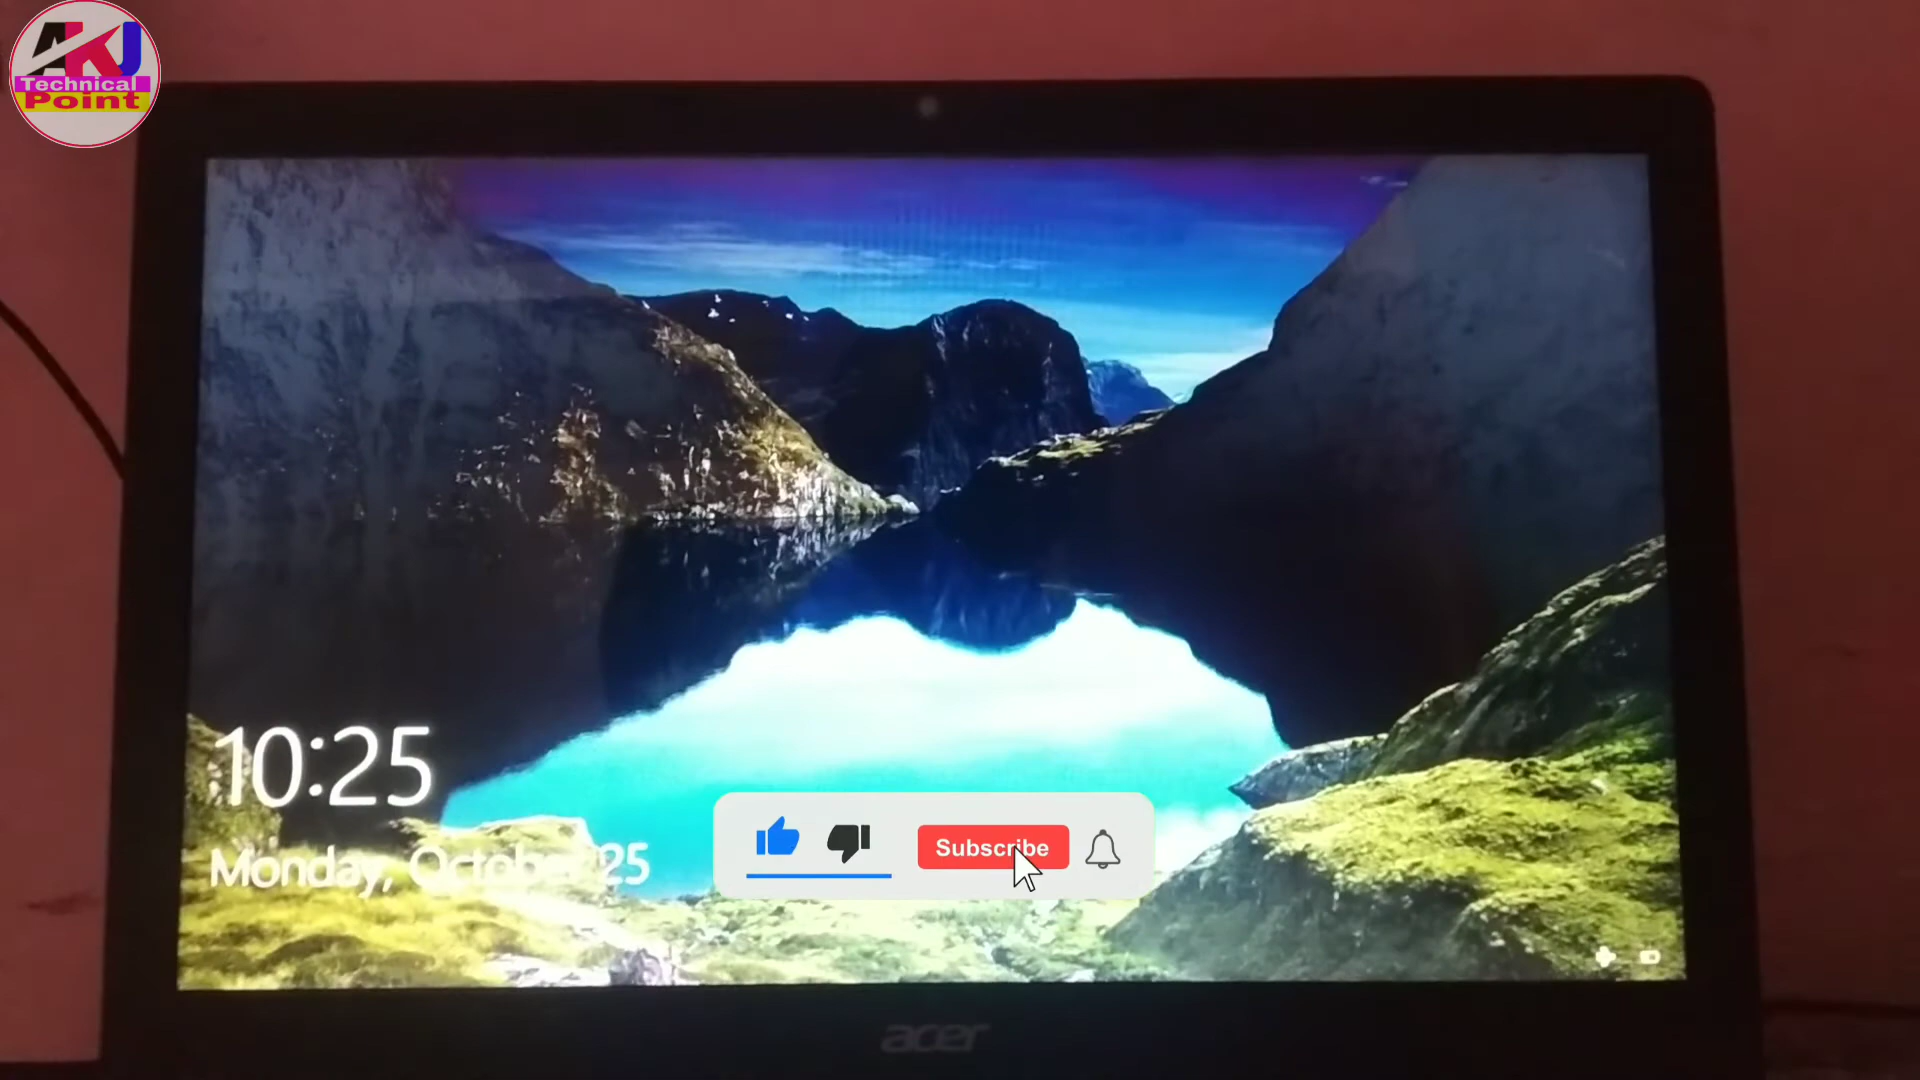 AKJ
Technical
Point
10:25
Monday, October 25
Subscribe
acer